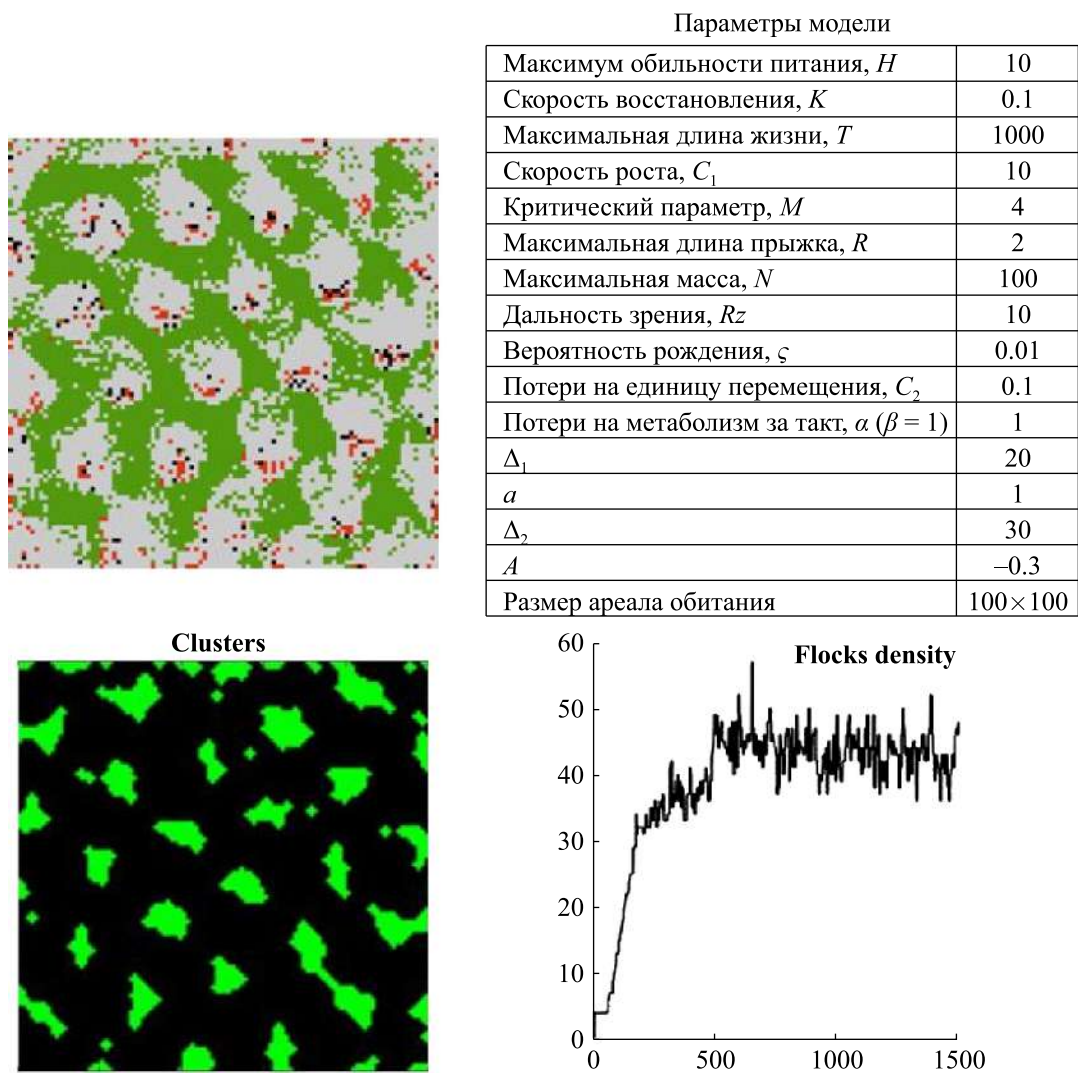 Параметры модели
Максимум обильности питания, H 10
Скорость восстановления, K 0.1
Максимальная длина жизни, T 1000
Скорость роста, C₁ 10
Критический параметр, M 4
Максимальная длина прыжка, R 2
Максимальная масса, N 100
Дальность зрения, Rz 10
Вероятность рождения, ς 0.01
Потери на единицу перемещения, C₂ 0.1
Потери на метаболизм за такт, α (β = 1) 1
Δ₁ 20
a 1
Δ₂ 30
A –0.3
Размер ареала обитания 100×100
Clusters
Flocks density
60
50
40
30
20
10
0
0 500 1000 1500